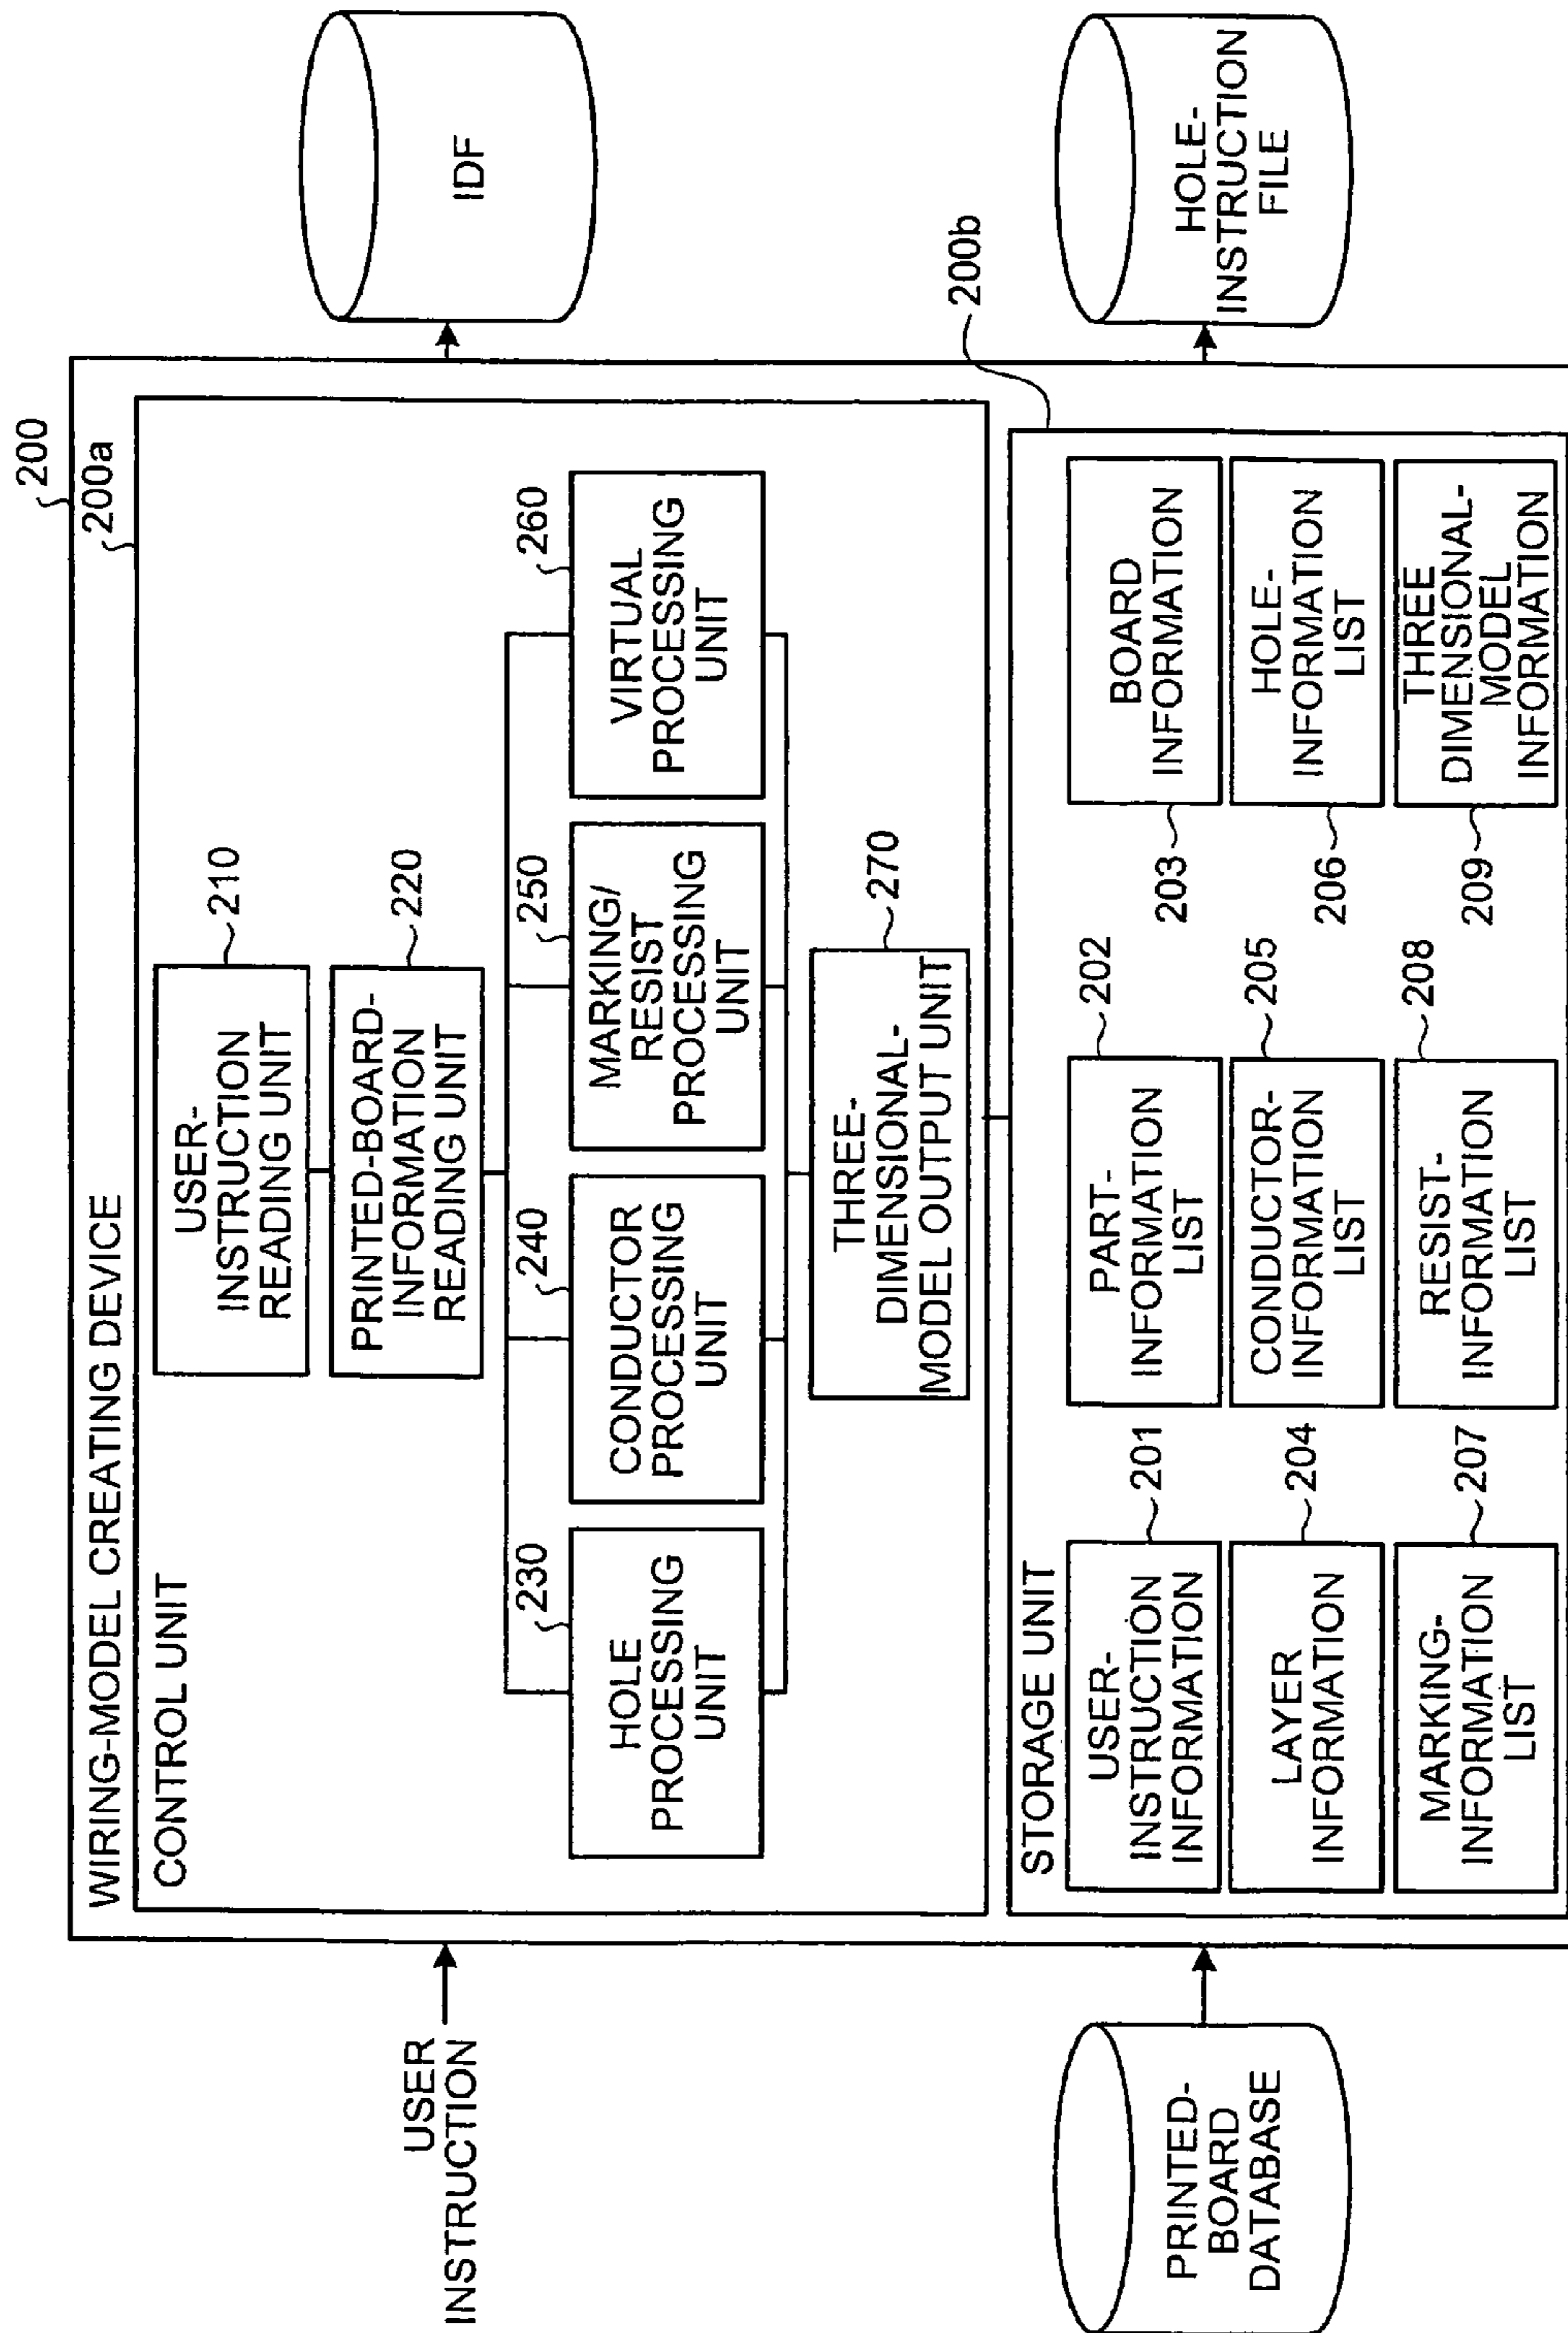 200
WIRING-MODEL CREATING DEVICE
200a
CONTROL UNIT
USER-
INSTRUCTION
READING UNIT
210
PRINTED-BOARD-
INFORMATION
READING UNIT
220
230
HOLE
PROCESSING
UNIT
240
CONDUCTOR
PROCESSING
UNIT
250
MARKING/
RESIST
PROCESSING
UNIT
260
VIRTUAL
PROCESSING
UNIT
THREE-
DIMENSIONAL-
MODEL OUTPUT UNIT
270
200b
STORAGE UNIT
USER-
INSTRUCTION
INFORMATION
201
PART-
INFORMATION
LIST
202
BOARD
INFORMATION
203
LAYER
INFORMATION
204
CONDUCTOR-
INFORMATION
LIST
205
HOLE-
INFORMATION
LIST
206
MARKING-
INFORMATION
LIST
207
RESIST-
INFORMATION
LIST
208
THREE
DIMENSIONAL-
MODEL
INFORMATION
209
USER
INSTRUCTION
PRINTED-
BOARD
DATABASE
IDF
HOLE-
INSTRUCTION
FILE